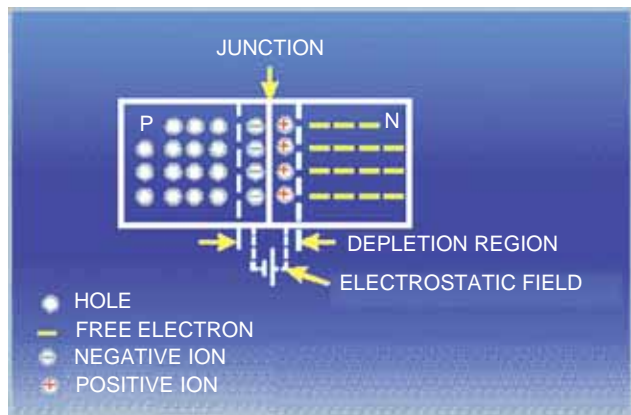 JUNCTION
P
N
DEPLETION REGION
ELECTROSTATIC FIELD
HOLE
FREE ELECTRON
NEGATIVE ION
POSITIVE ION